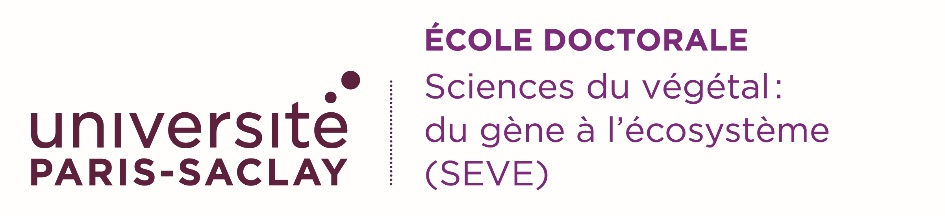 université
PARIS-SACLAY
ÉCOLE DOCTORALE
Sciences du végétal :
du gène à l'écosystème
(SEVE)